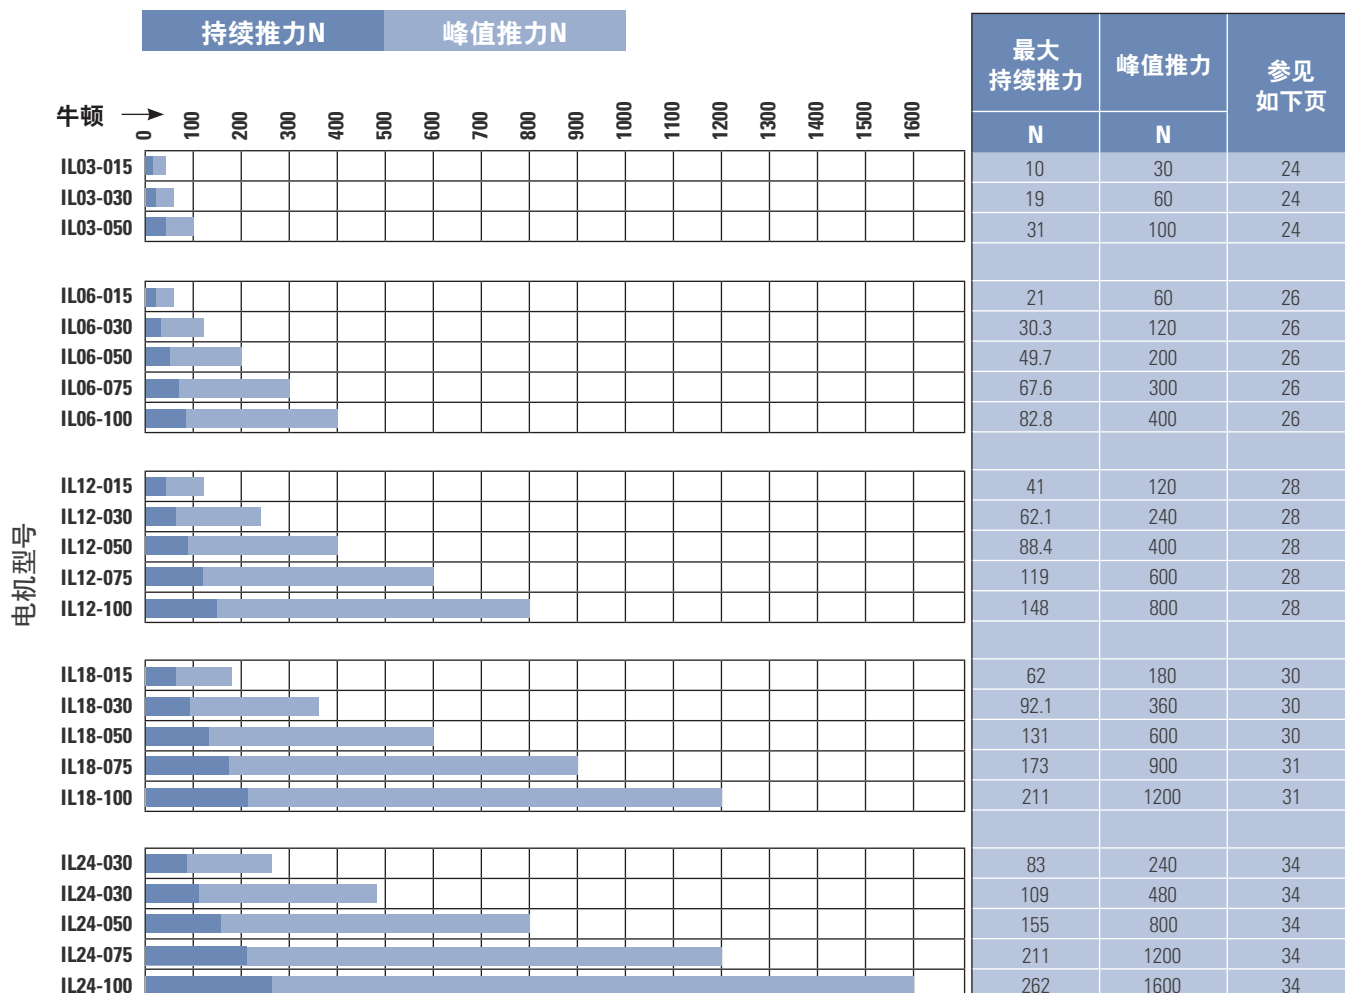 持续推力N 峰值推力N
最大持续推力 峰值推力 参见如下页
N N
牛顿
0 100 200 300 400 500 600 700 800 900 1000 1100 1200 1300 1400 1500 1600
电机型号
IL03-015 10 30 24
IL03-030 19 60 24
IL03-050 31 100 24
IL06-015 21 60 26
IL06-030 30.3 120 26
IL06-050 49.7 200 26
IL06-075 67.6 300 26
IL06-100 82.8 400 26
IL12-015 41 120 28
IL12-030 62.1 240 28
IL12-050 88.4 400 28
IL12-075 119 600 28
IL12-100 148 800 28
IL18-015 62 180 30
IL18-030 92.1 360 30
IL18-050 131 600 30
IL18-075 173 900 31
IL18-100 211 1200 31
IL24-030 83 240 34
IL24-030 109 480 34
IL24-050 155 800 34
IL24-075 211 1200 34
IL24-100 262 1600 34